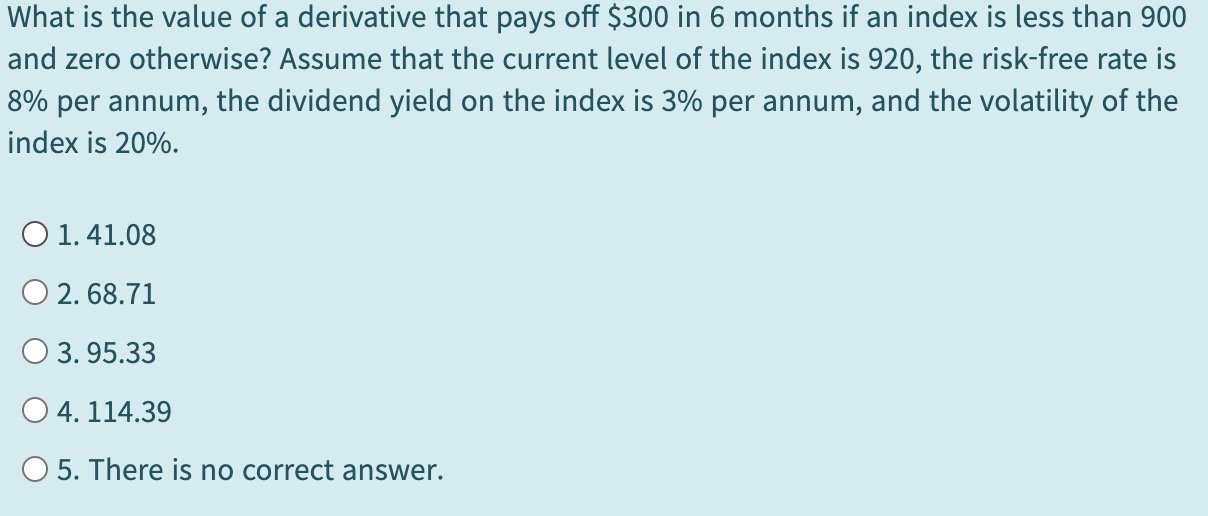 What is the value of a derivative that pays off $300 in 6 months if an index is less than 900
and zero otherwise? Assume that the current level of the index is 920, the risk-free rate is
8% per annum, the dividend yield on the index is 3% per annum, and the volatility of the
index is 20%.
1. 41.08
2. 68.71
3. 95.33
4. 114.39
5. There is no correct answer.